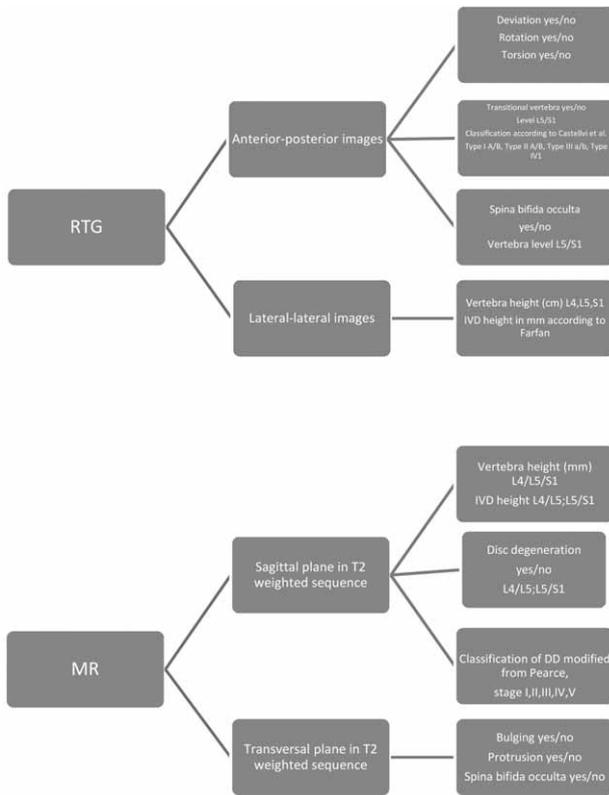 RTG
Anterior-posterior images
Deviation yes/no
Rotation yes/no
Torsion yes/no
Transitional vertebra yes/no
Level L5/S1
Classification according to Castellvi et al.
Type I A/B, Type II A/B, Type III a/b, Type
IV1
Spina bifida occulta
yes/no
Vertebra level L5/S1
Lateral-lateral images
Vertebra height (cm) L4,L5,S1
IVD height in mm according to
Farfan
MR
Sagittal plane in T2
weighted sequence
Vertebra height (mm)
L4/L5/S1
IVD height L4/L5;L5/S1
Disc degeneration
yes/no
L4/L5;L5/S1
Classification of DD modified
from Pearce,
stage I,II,III,IV,V
Transversal plane in T2
weighted sequence
Bulging yes/no
Protrusion yes/no
Spina bifida occulta yes/no